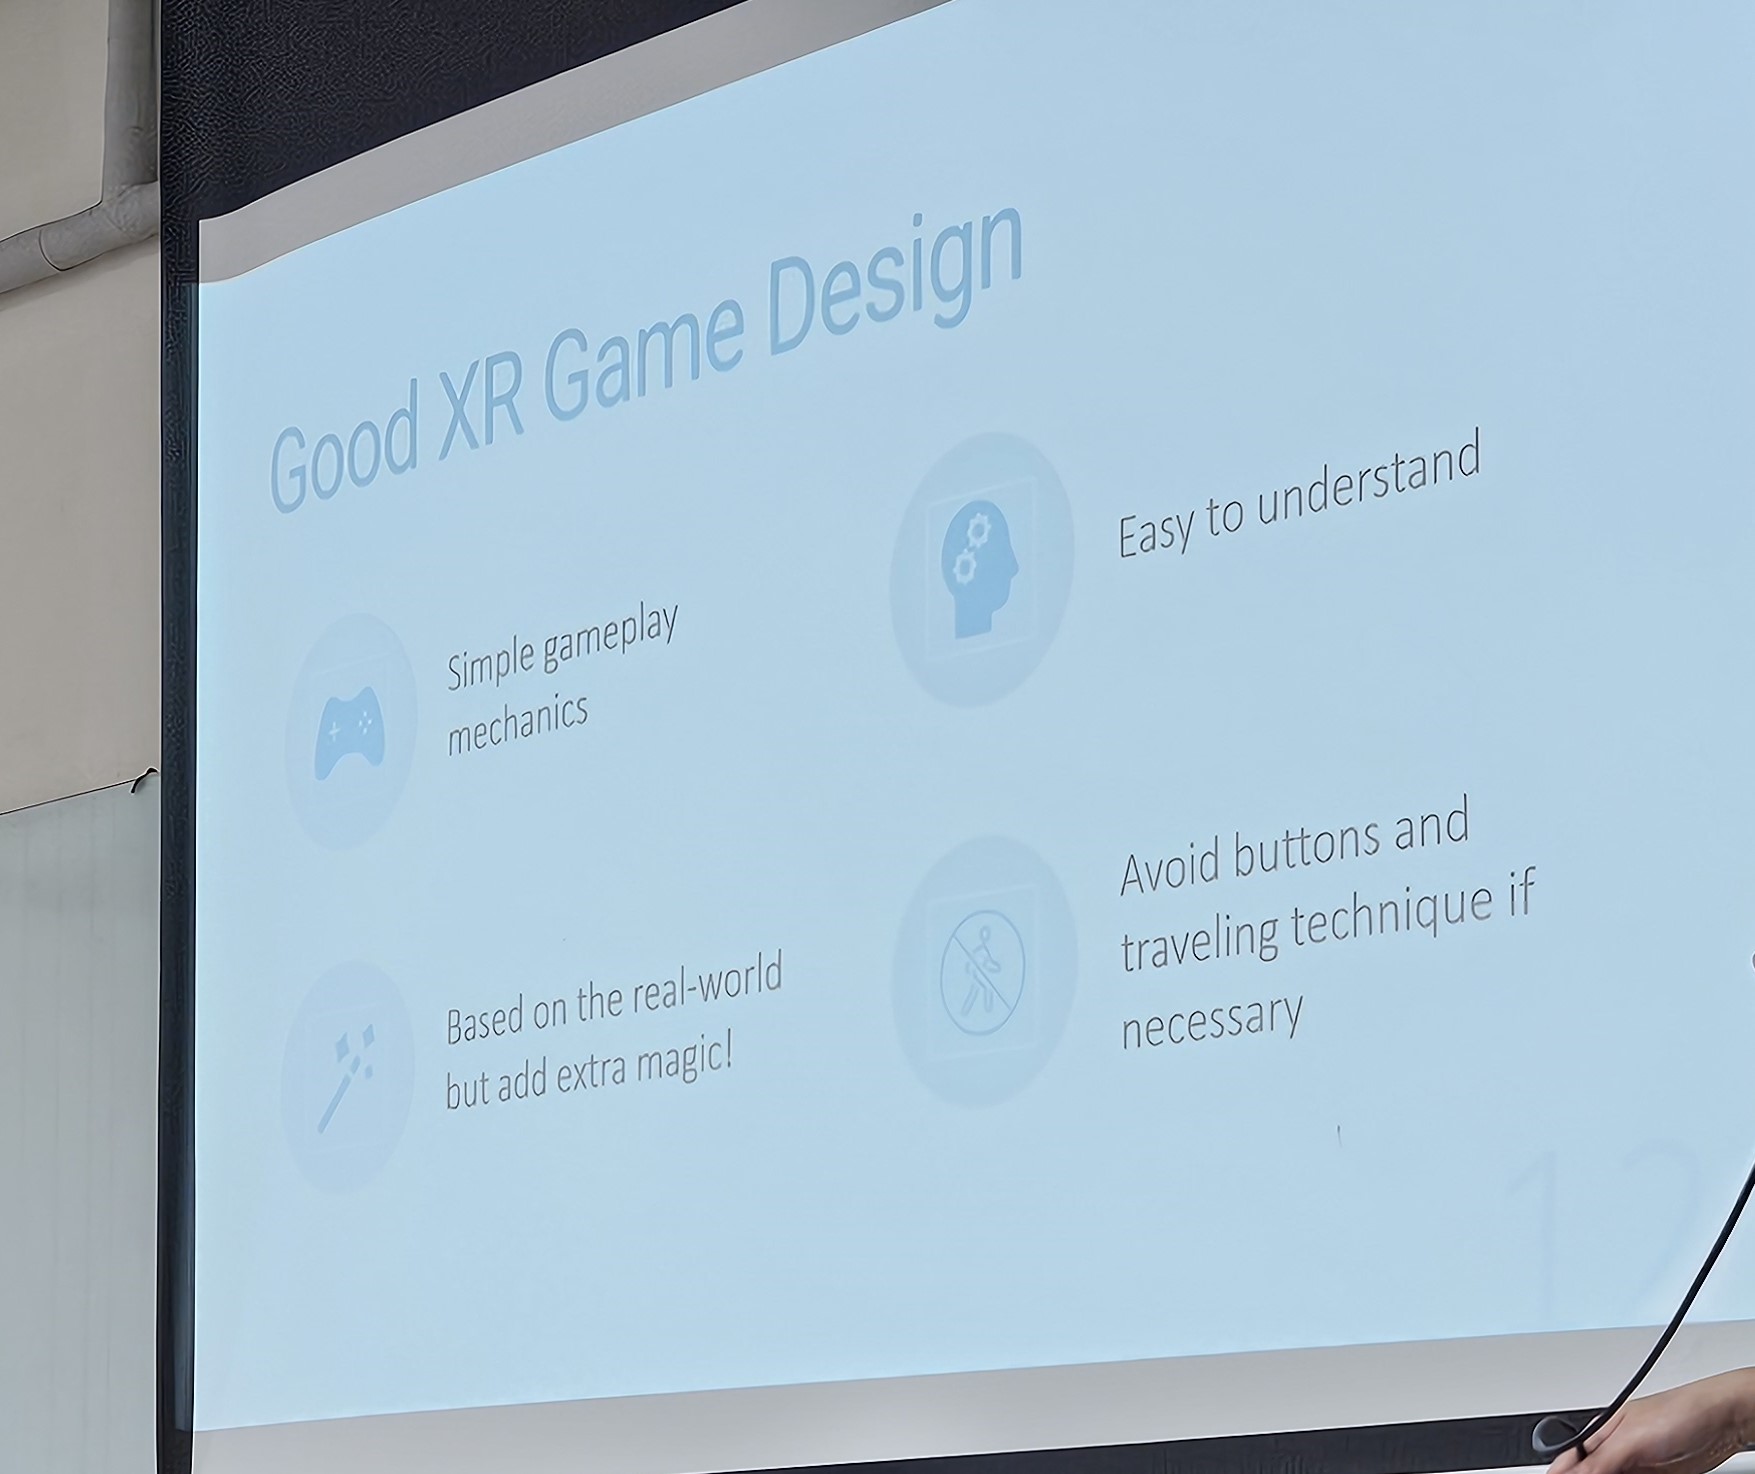 Good XR Game Design
Simple gameplay
mechanics
Easy to understand
Based on the real-world
but add extra magic!
Avoid buttons and
traveling technique if
necessary
12